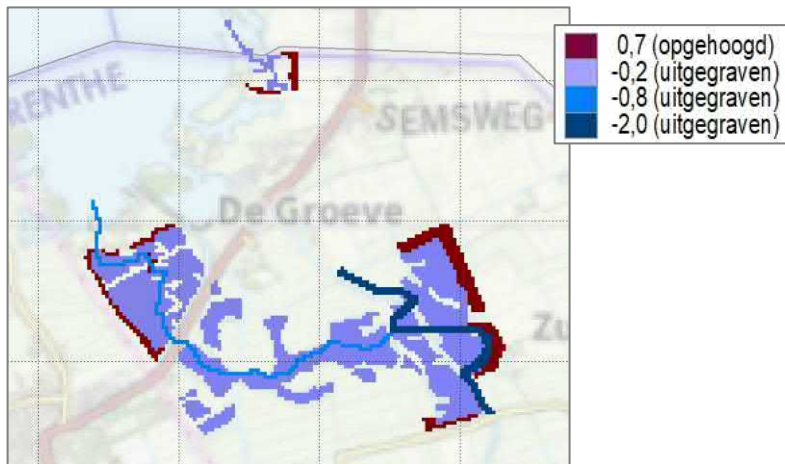 0,7 (opgehoogd)
-0,2 (uitgegraven)
-0,8 (uitgegraven)
-2,0 (uitgegraven)
RENTHE
SEMSWEG
De Groeve
Zu